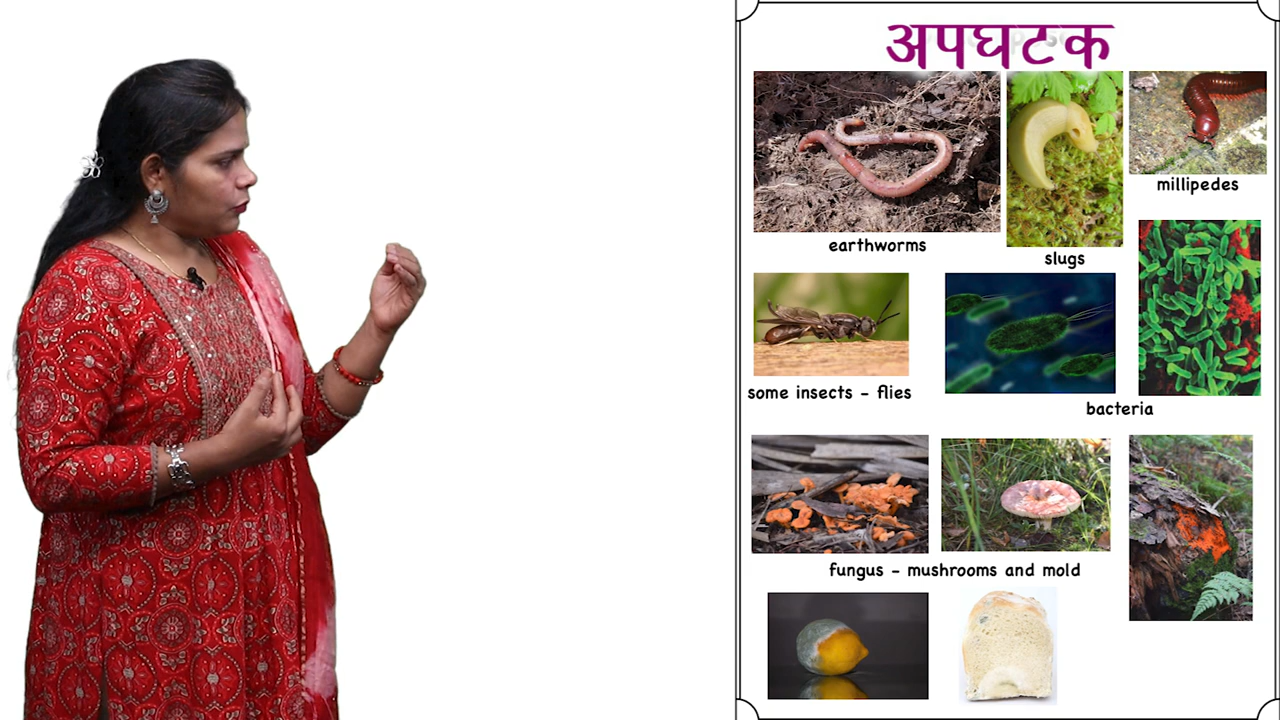 अपघटक
millipedes
earthworms
slugs
some insects - flies
bacteria
fungus - mushrooms and mold